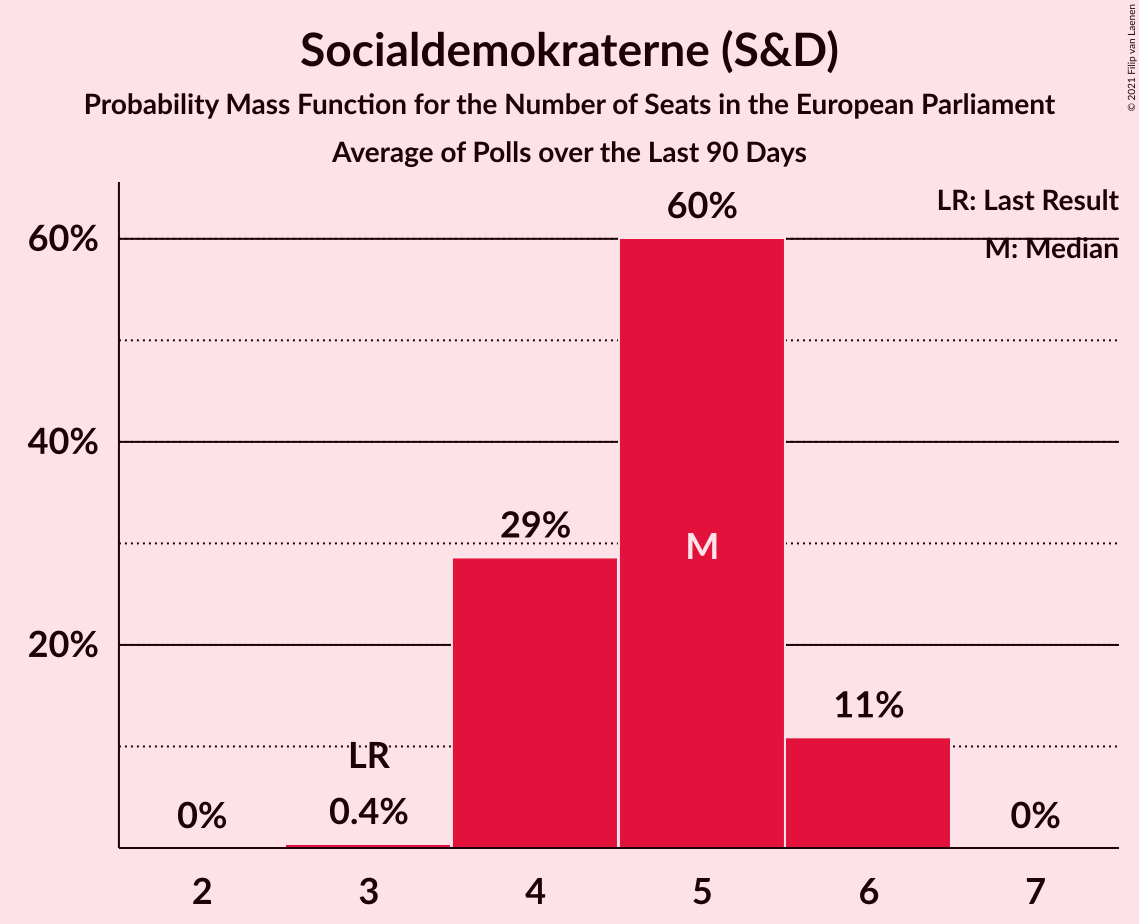 Socialdemokraterne (S&D)
Probability Mass Function for the Number of Seats in the European Parliament
Average of Polls over the Last 90 Days
© 2021 Filip van Laenen
LR: Last Result
M: Median
60%
40%
20%
0%
LR
0.4%
29%
60%
M
11%
0%
2
3
4
5
6
7